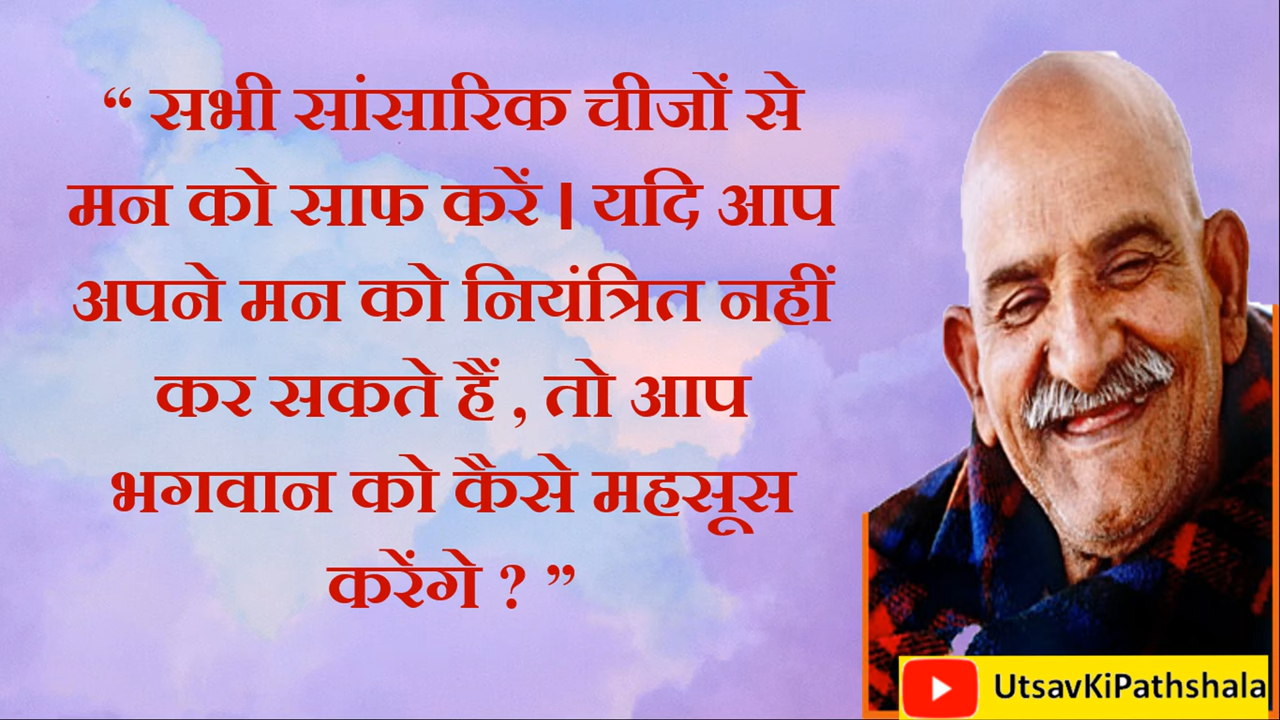 “ सभी सांसारिक चीजों से
मन को साफ करें । यदि आप
अपने मन को नियंत्रित नहीं
कर सकते हैं , तो आप
भगवान को कैसे महसूस
करेंगे ? ”
UtsavKiPathshala